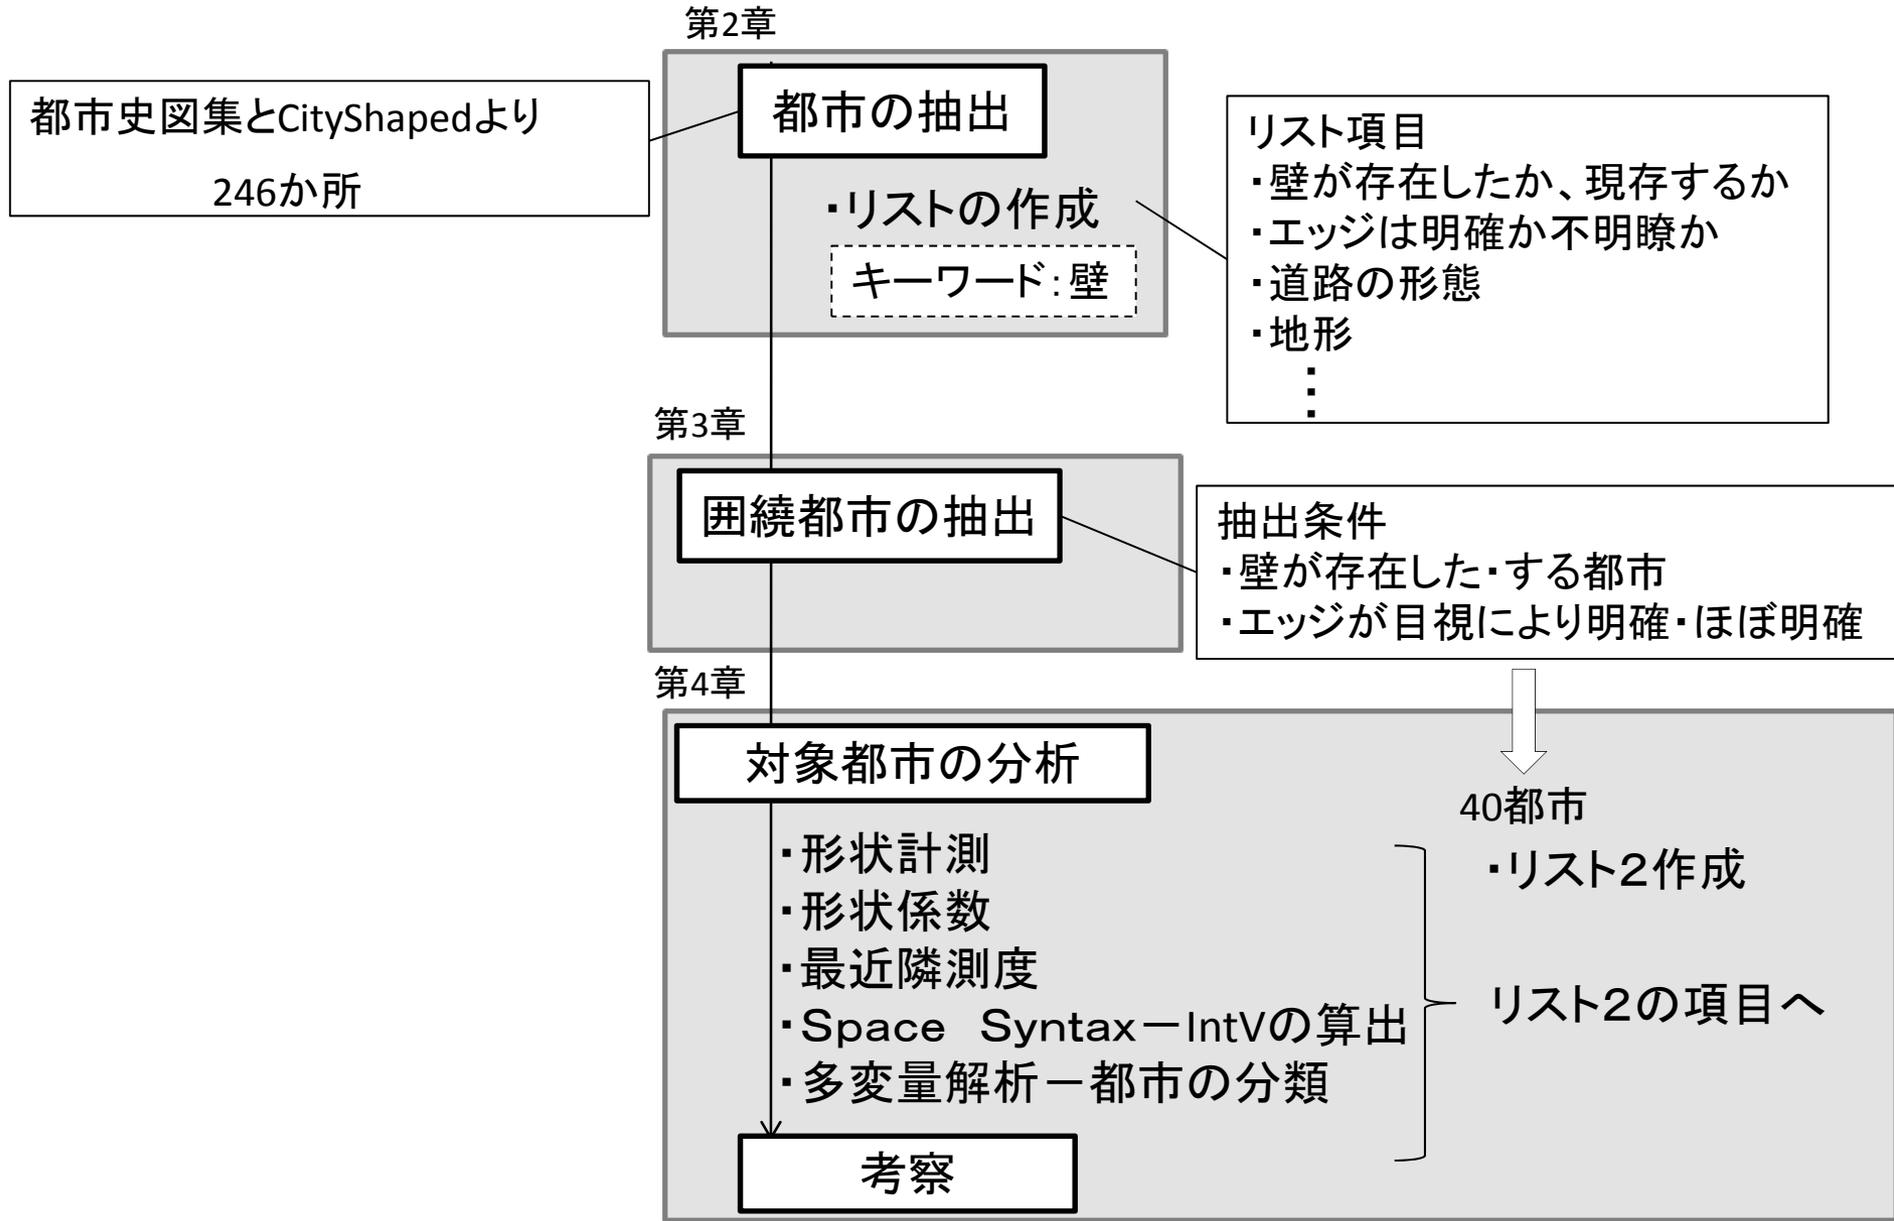 第2章
都市の抽出
都市史図集とCityShapedより
246か所
・リストの作成
キーワード：壁
リスト項目
・壁が存在したか、現存するか
・エッジは明確か不明瞭か
・道路の形態
・地形
⋮
第3章
囲繞都市の抽出
抽出条件
・壁が存在した・する都市
・エッジが目視により明確・ほぼ明確
第4章
対象都市の分析
40都市
・リスト２作成
・形状計測
・形状係数
・最近隣測度
・Ｓｐａｃｅ　Ｓｙｎｔａｘ－IntVの算出
・多変量解析－都市の分類
リスト２の項目へ
考察